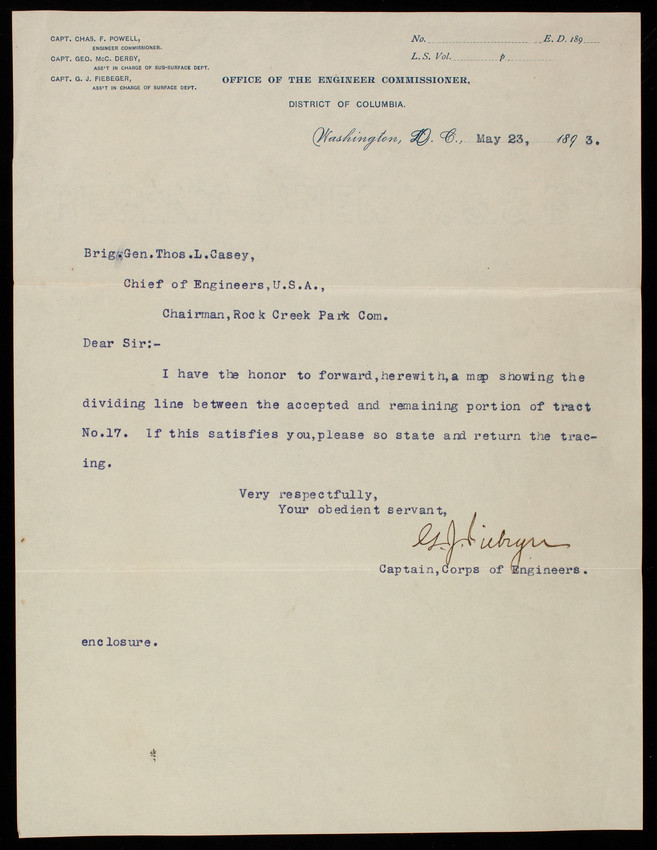 CAPT. CHAS. F. POWELL,
ENGINEER COMMISSIONER.
CAPT. GEO. McC. DERBY,
ASS'T IN CHARGE OF SUB-SURFACE DEPT.
CAPT. G. J. FIEBEGER,
ASS'T IN CHARGE OF SURFACE DEPT.
No. E. D. 189
L. S. Vol. p
OFFICE OF THE ENGINEER COMMISSIONER,
DISTRICT OF COLUMBIA.
Washington, D. C., May 23, 1893.
Brig.Gen.Thos.L.Casey,
Chief of Engineers,U.S.A.,
Chairman,Rock Creek Park Com.
Dear Sir:-
I have the honor to forward,herewith,a map showing the
dividing line between the accepted and remaining portion of tract
No.17. If this satisfies you,please so state and return the trac-
ing.
Very respectfully,
Your obedient servant,
G. J. Fiebeger
Captain,Corps of Engineers.
enclosure.